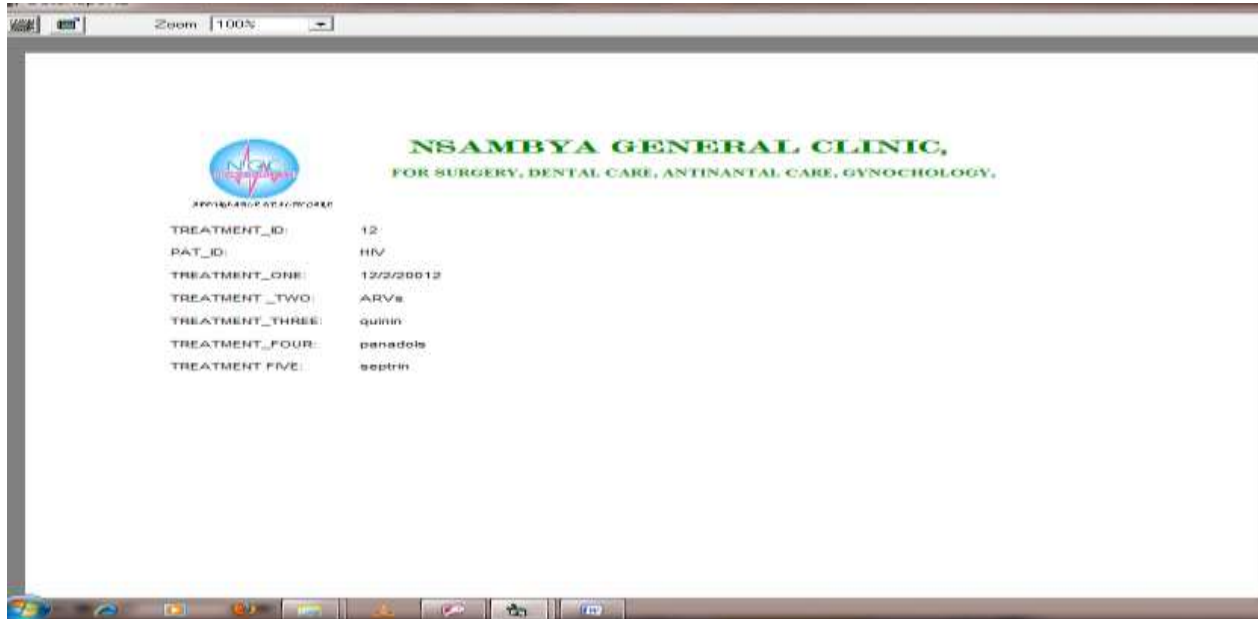 Zoom 100%
NSAMBYA GENERAL CLINIC,
FOR SURGERY, DENTAL CARE, ANTINANTAL CARE, GYNOCHOLOGY,
NGC
TREATMENT_ID: 12
PAT_ID: HIV
TREATMENT_ONE: 12/2/20012
TREATMENT _TWO: ARVs
TREATMENT_THREE: quinin
TREATMENT_FOUR: panadols
TREATMENT FIVE: septrin